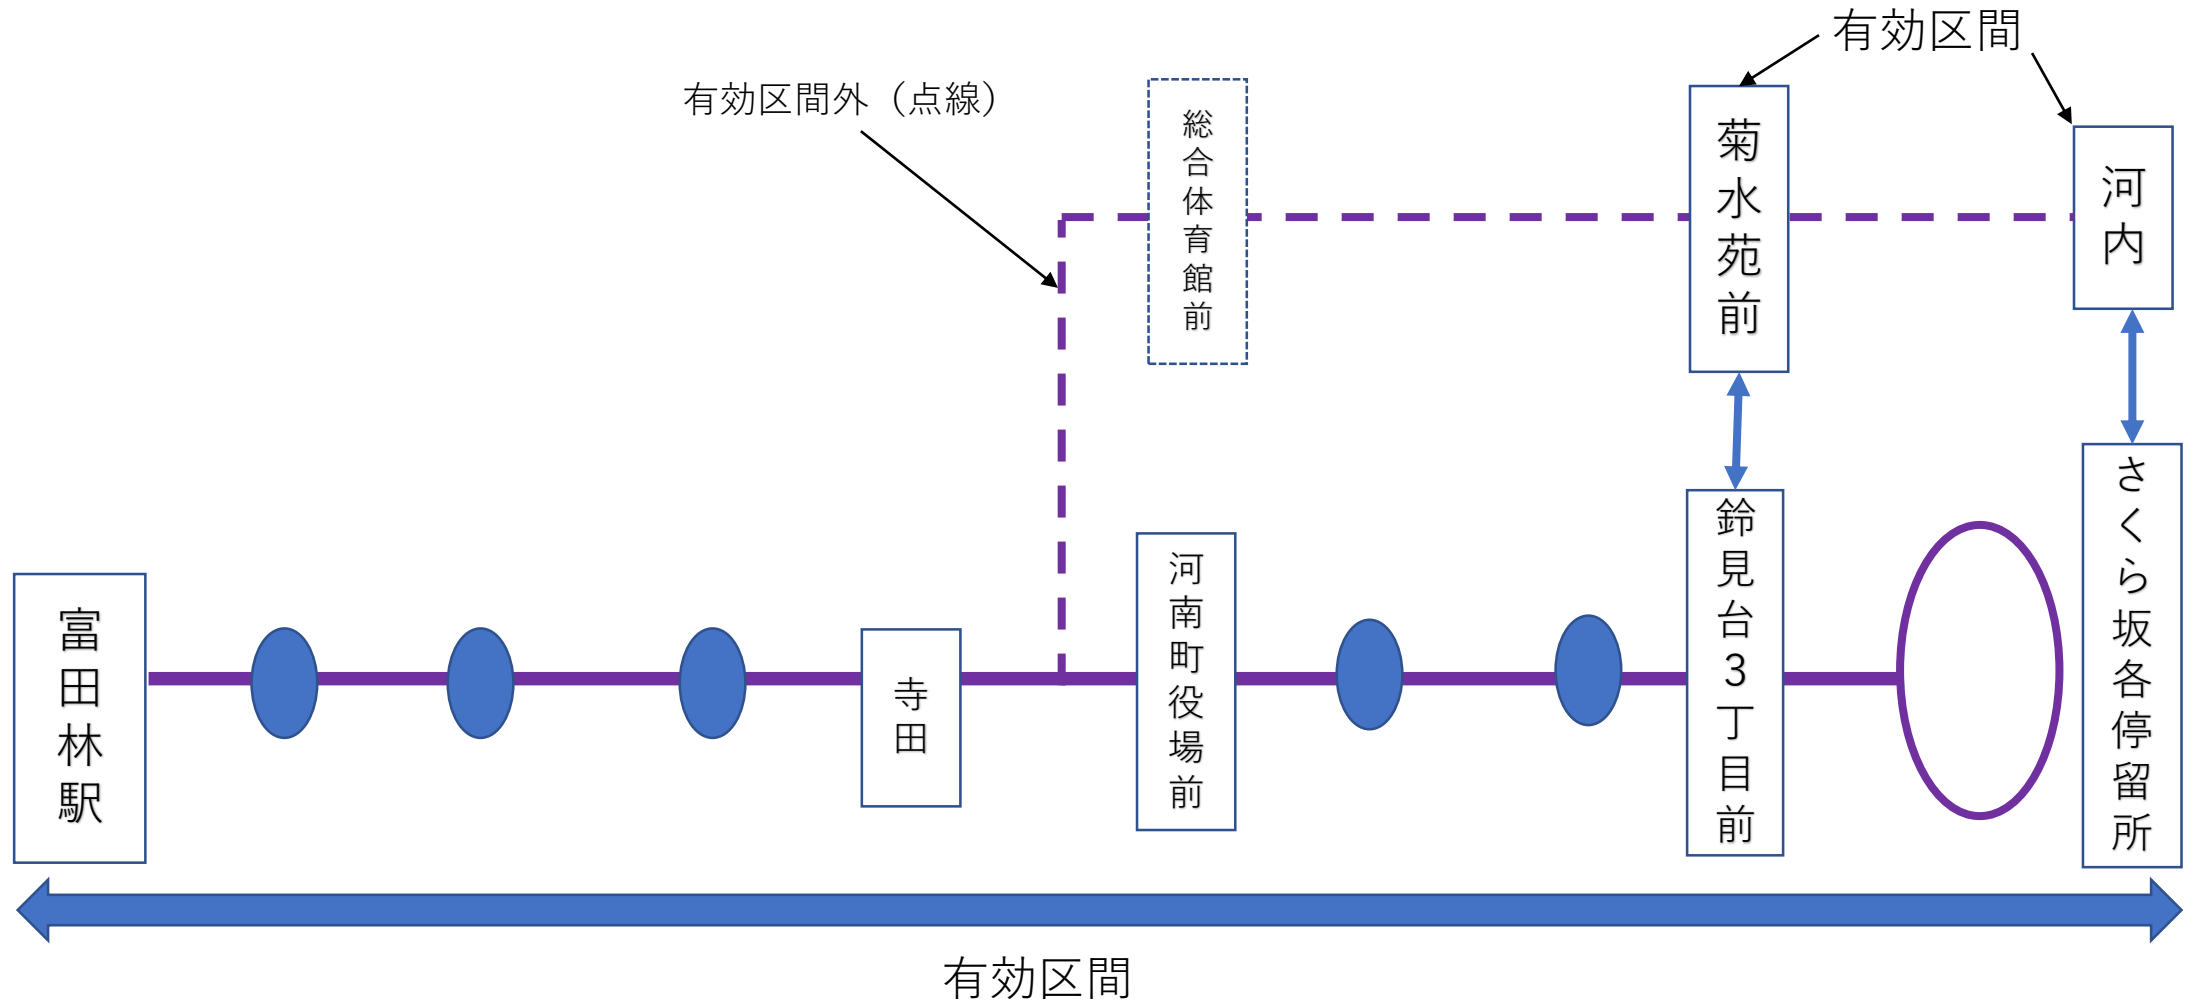 有効区間
有効区間外（点線）
総合体育館前
菊水苑前
河内
富田林駅
寺田
河南町役場前
鈴見台3丁目前
さくら坂各停留所
有効区間